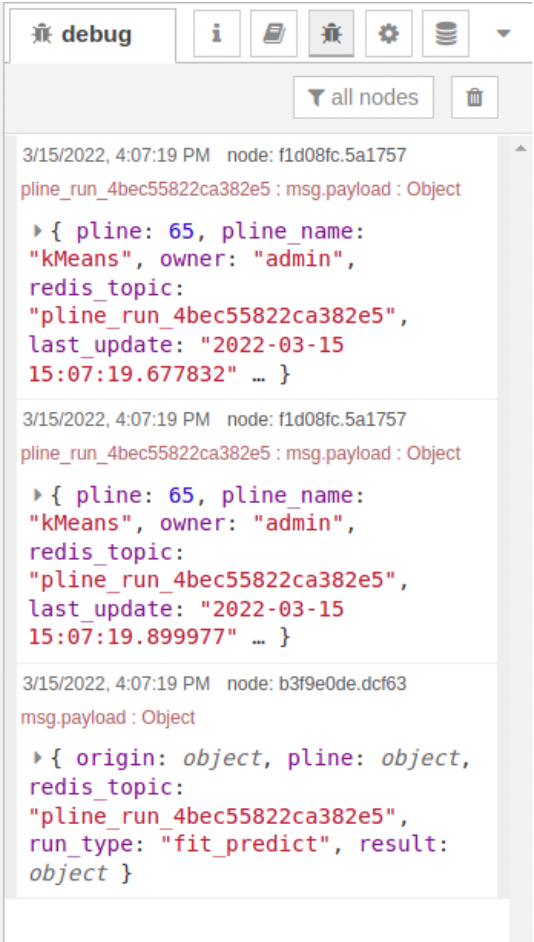 debug
all nodes
3/15/2022, 4:07:19 PM node: f1d08fc.5a1757
pline_run_4bec55822ca382e5 : msg.payload : Object
{ pline: 65, pline_name:
"kMeans", owner: "admin",
redis_topic:
"pline_run_4bec55822ca382e5",
last_update: "2022-03-15
15:07:19.677832" … }
3/15/2022, 4:07:19 PM node: f1d08fc.5a1757
pline_run_4bec55822ca382e5 : msg.payload : Object
{ pline: 65, pline_name:
"kMeans", owner: "admin",
redis_topic:
"pline_run_4bec55822ca382e5",
last_update: "2022-03-15
15:07:19.899977" … }
3/15/2022, 4:07:19 PM node: b3f9e0de.dcf63
msg.payload : Object
{ origin: object, pline: object,
redis_topic:
"pline_run_4bec55822ca382e5",
run_type: "fit_predict", result:
object }